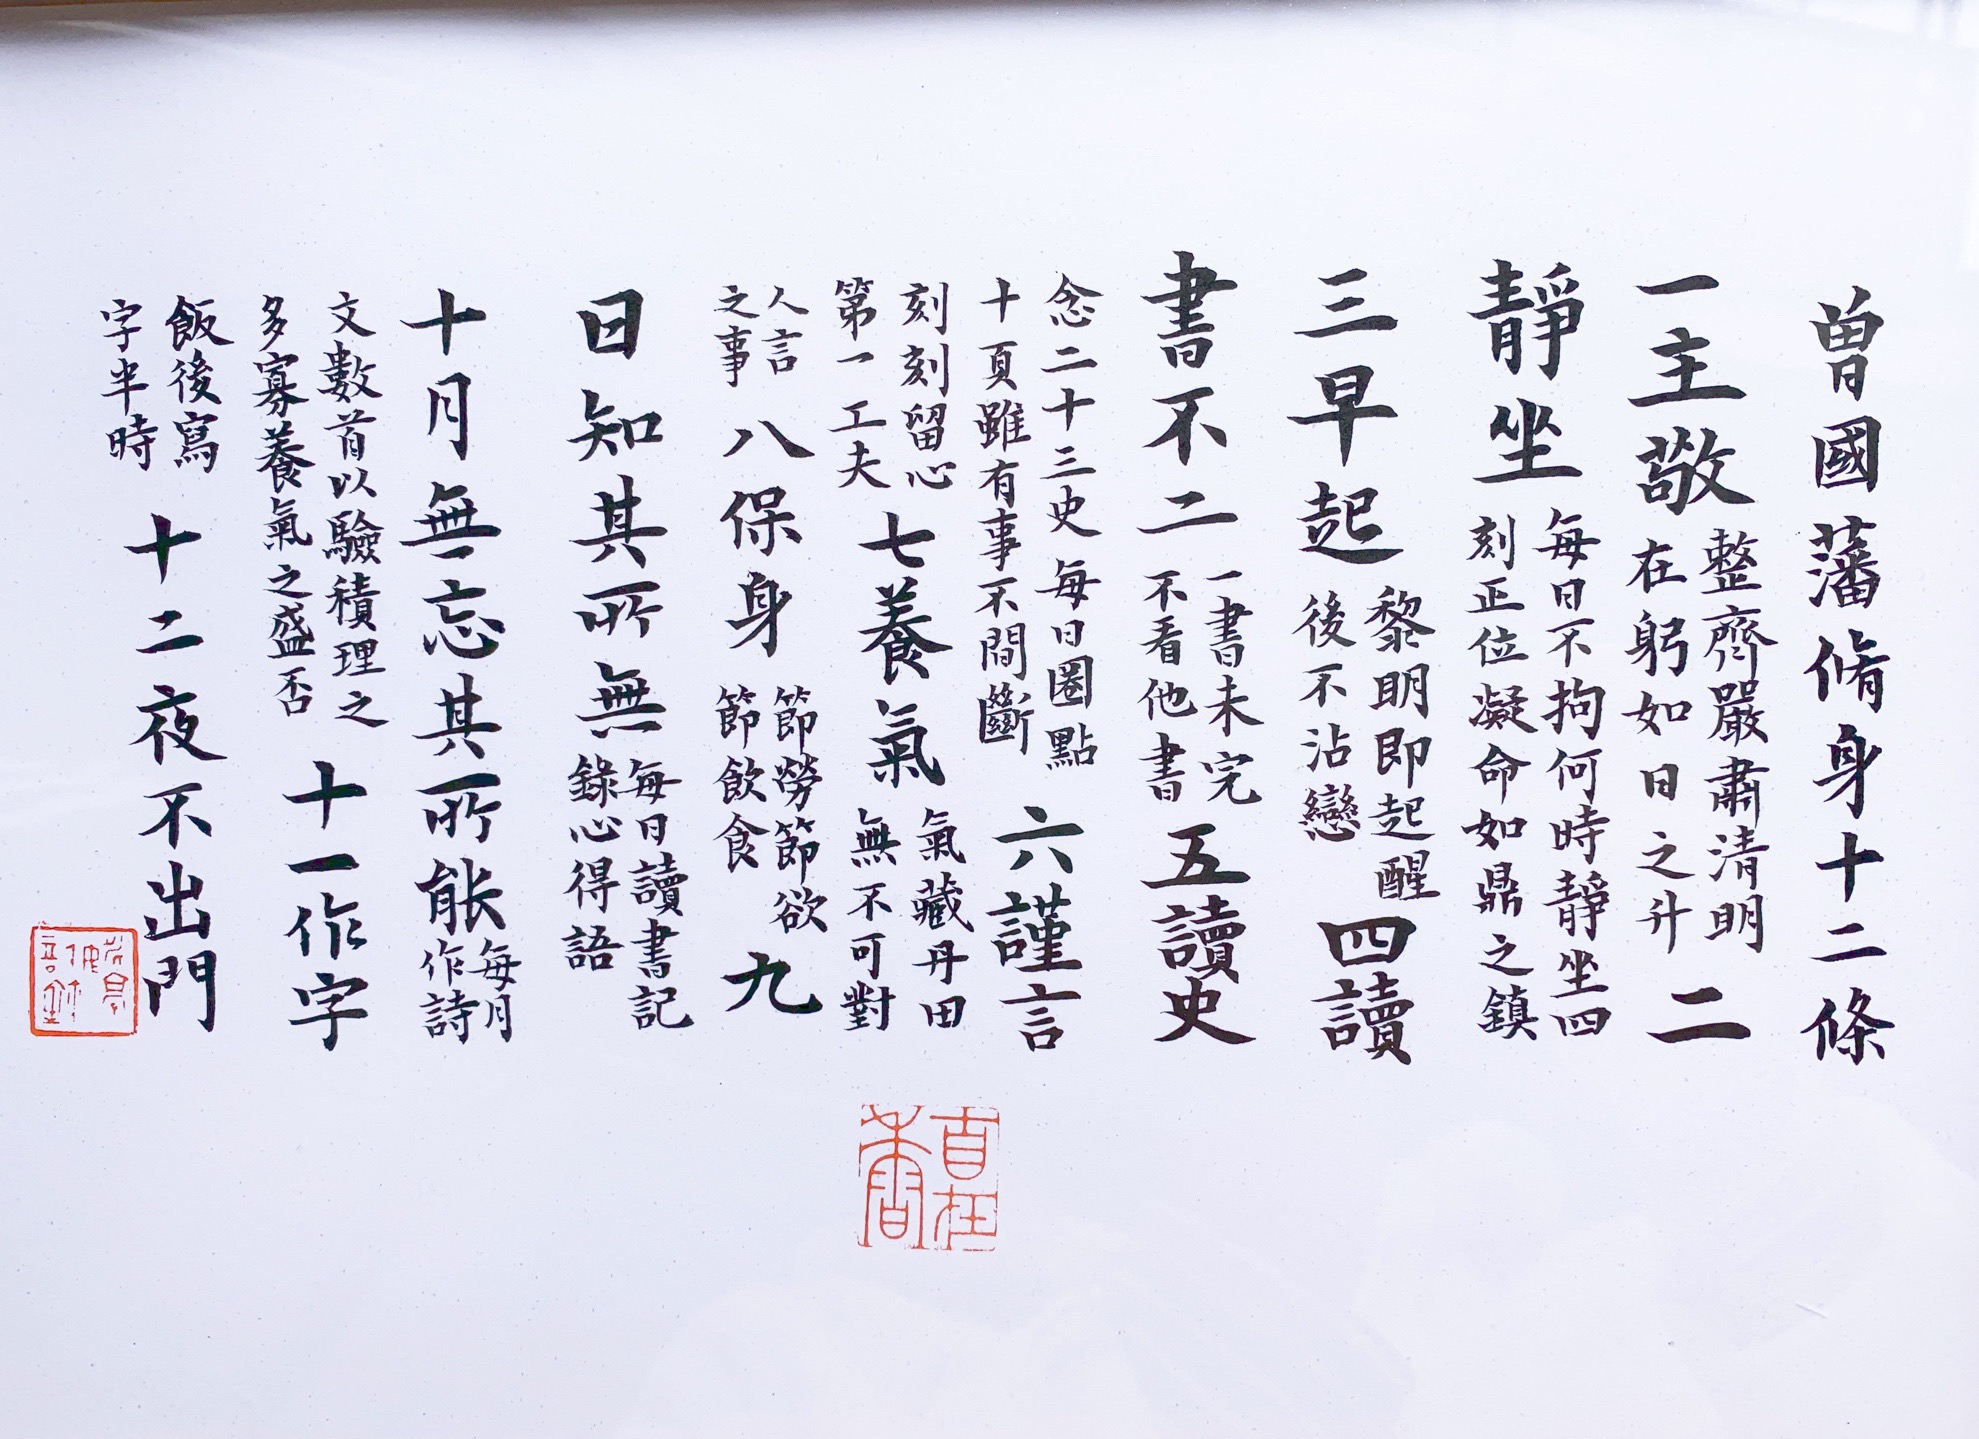 曾國藩脩身十二條
一主敬 整齊嚴肅清明在躬如日之升 二
靜坐 每日不拘何時靜坐四刻正位凝命如鼎之鎮
三早起 黎明即起醒後不沾戀 四讀
書不二 一書未完不看他書 五讀史
念二十三史每日圈點十頁雖有事不間斷 六謹言
刻刻留心第一工夫 七養氣 氣藏丹田無不可對
人言之事 八保身 節勞節欲節飲食 九
日知其所無 每日讀書記錄心得語
十月無忘其所能 每月作詩
文數首以驗積理之多寡養氣之盛否 十一作字
飯後寫字半時 十二夜不出門